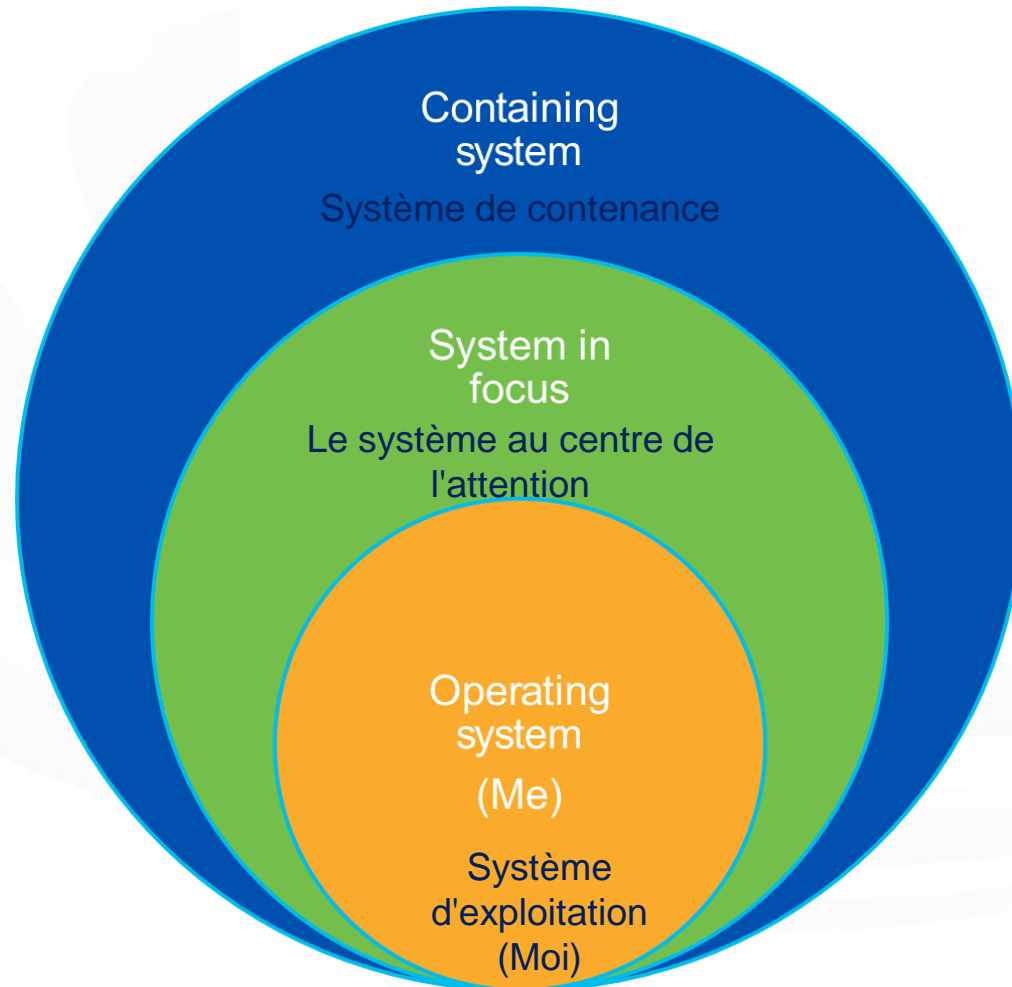 Containing
system
Système de contenance
System in
focus
Le système au centre de
l'attention
Operating
system
(Me)
Système
d'exploitation
(Moi)